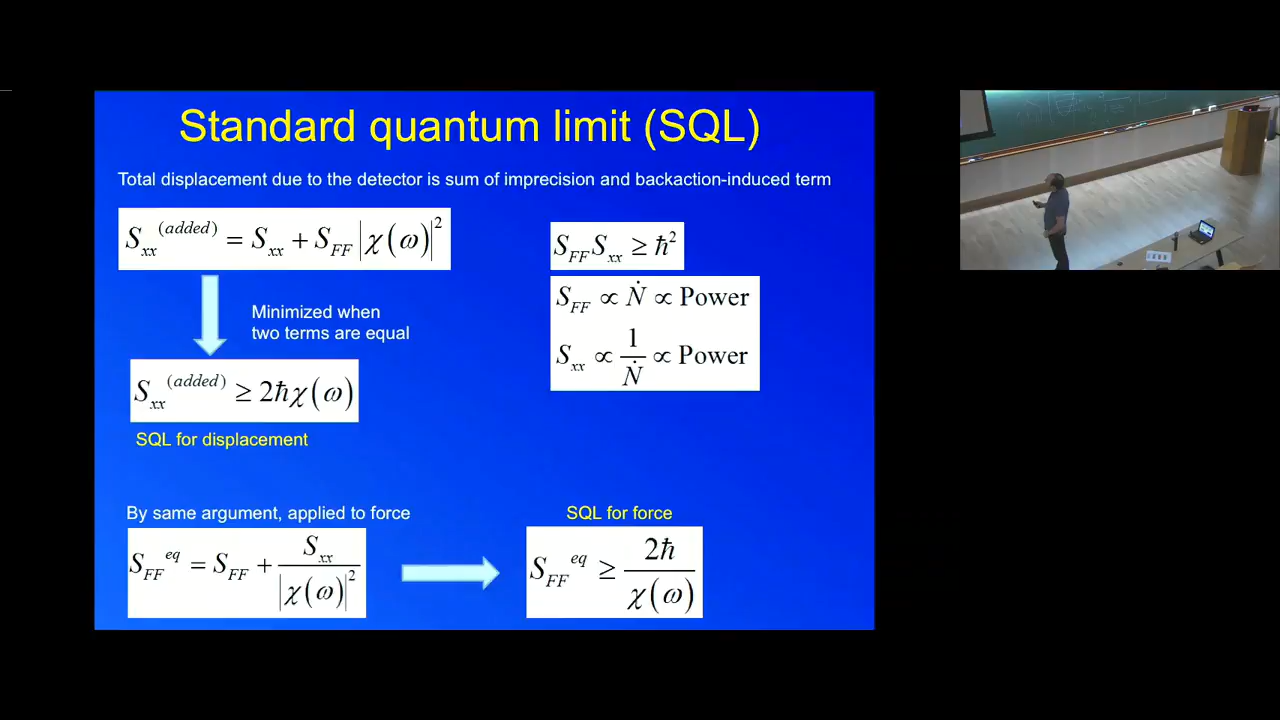 Standard quantum limit (SQL)
Total displacement due to the detector is sum of imprecision and backaction-induced term
S_xx^(added) = S_xx + S_FF |χ(ω)|^2
S_FF S_xx ≥ ħ^2
S_FF ∝ Ṅ ∝ Power
Minimized when
two terms are equal
S_xx ∝ 1/Ṅ ∝ Power
S_xx^(added) ≥ 2ħχ(ω)
SQL for displacement
By same argument, applied to force
SQL for force
S_FF^eq = S_FF + S_xx/|χ(ω)|^2
S_FF^eq ≥ 2ħ/χ(ω)